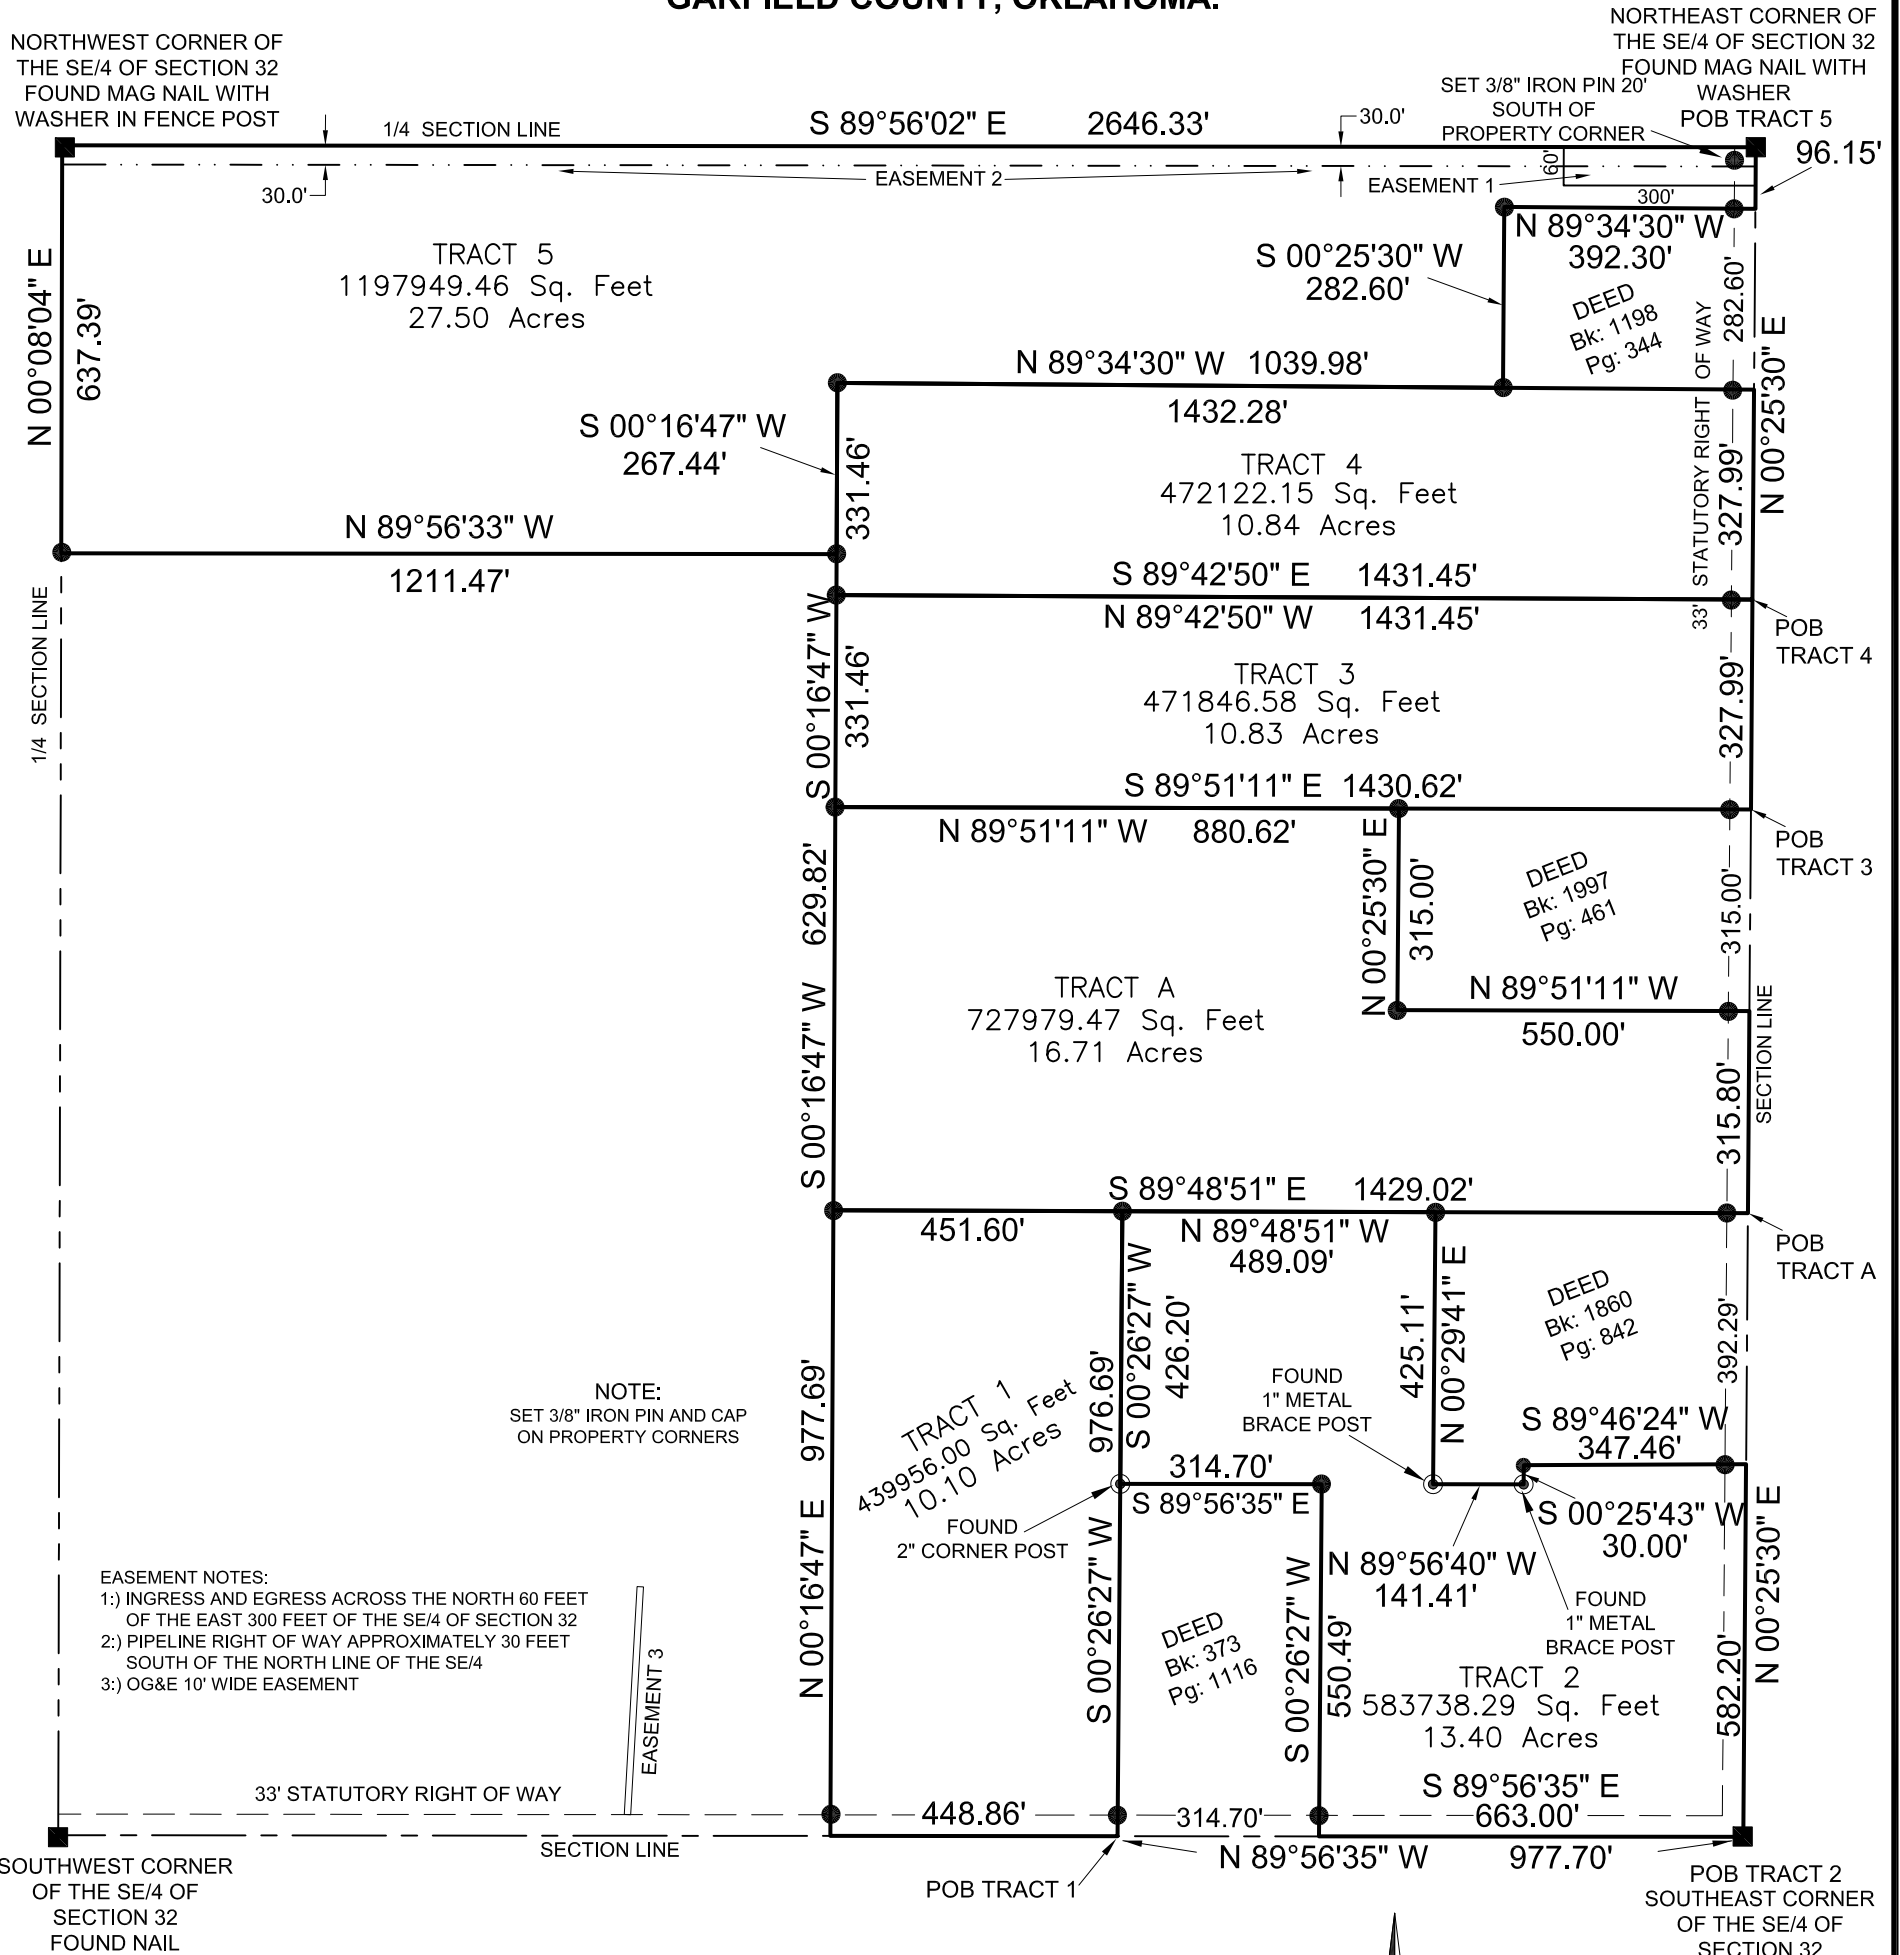 GARFIELD COUNTY, OKLAHOMA.
NORTHWEST CORNER OF
THE SE/4 OF SECTION 32
FOUND MAG NAIL WITH
WASHER IN FENCE POST
NORTHEAST CORNER OF
THE SE/4 OF SECTION 32
FOUND MAG NAIL WITH
WASHER
POB TRACT 5
SET 3/8" IRON PIN 20'
SOUTH OF
PROPERTY CORNER
1/4 SECTION LINE
S 89°56'02" E 2646.33'
30.0'
96.15'
30.0'
EASEMENT 2
EASEMENT 1
60'
300'
N 89°34'30" W
392.30'
N 00°08'04" E
637.39'
TRACT 5
1197949.46 Sq. Feet
27.50 Acres
S 00°25'30" W
282.60'
DEED
Bk: 1198
Pg: 344
282.60'
33' STATUTORY RIGHT OF WAY
N 00°25'30" E
N 89°34'30" W 1039.98'
1432.28'
S 00°16'47" W
267.44'
331.46'
TRACT 4
472122.15 Sq. Feet
10.84 Acres
327.99'
N 89°56'33" W
1211.47'
S 89°42'50" E 1431.45'
N 89°42'50" W 1431.45'
POB
TRACT 4
1/4 SECTION LINE
S 00°16'47" W
331.46'
TRACT 3
471846.58 Sq. Feet
10.83 Acres
327.99'
S 89°51'11" E 1430.62'
N 89°51'11" W 880.62'
POB
TRACT 3
S 00°16'47" W 629.82'
N 00°25'30" E
315.00'
DEED
Bk: 1997
Pg: 461
315.00'
N 89°51'11" W
550.00'
TRACT A
727979.47 Sq. Feet
16.71 Acres
315.80'
SECTION LINE
S 89°48'51" E 1429.02'
451.60'
N 89°48'51" W
489.09'
POB
TRACT A
S 00°26'27" W
426.20'
976.69'
425.11'
N 00°29'41" E
DEED
Bk: 1860
Pg: 842
392.29'
NOTE:
SET 3/8" IRON PIN AND CAP
ON PROPERTY CORNERS
N 00°16'47" E 977.69'
TRACT 1
439956.00 Sq. Feet
10.10 Acres
FOUND
1" METAL
BRACE POST
S 89°46'24" W
347.46'
314.70'
S 89°56'35" E
FOUND
2" CORNER POST
S 00°25'43" W
30.00'
N 89°56'40" W
141.41'
FOUND
1" METAL
BRACE POST
N 00°25'30" E
EASEMENT NOTES:
1:) INGRESS AND EGRESS ACROSS THE NORTH 60 FEET
OF THE EAST 300 FEET OF THE SE/4 OF SECTION 32
2:) PIPELINE RIGHT OF WAY APPROXIMATELY 30 FEET
SOUTH OF THE NORTH LINE OF THE SE/4
3:) OG&E 10' WIDE EASEMENT
EASEMENT 3
S 00°26'27" W
DEED
Bk: 373
Pg: 1116
S 00°26'27" W
550.49'
TRACT 2
583738.29 Sq. Feet
13.40 Acres
582.20'
33' STATUTORY RIGHT OF WAY
448.86'
314.70'
S 89°56'35" E
663.00'
SECTION LINE
N 89°56'35" W 977.70'
POB TRACT 1
SOUTHWEST CORNER
OF THE SE/4 OF
SECTION 32
FOUND NAIL
POB TRACT 2
SOUTHEAST CORNER
OF THE SE/4 OF
SECTION 32